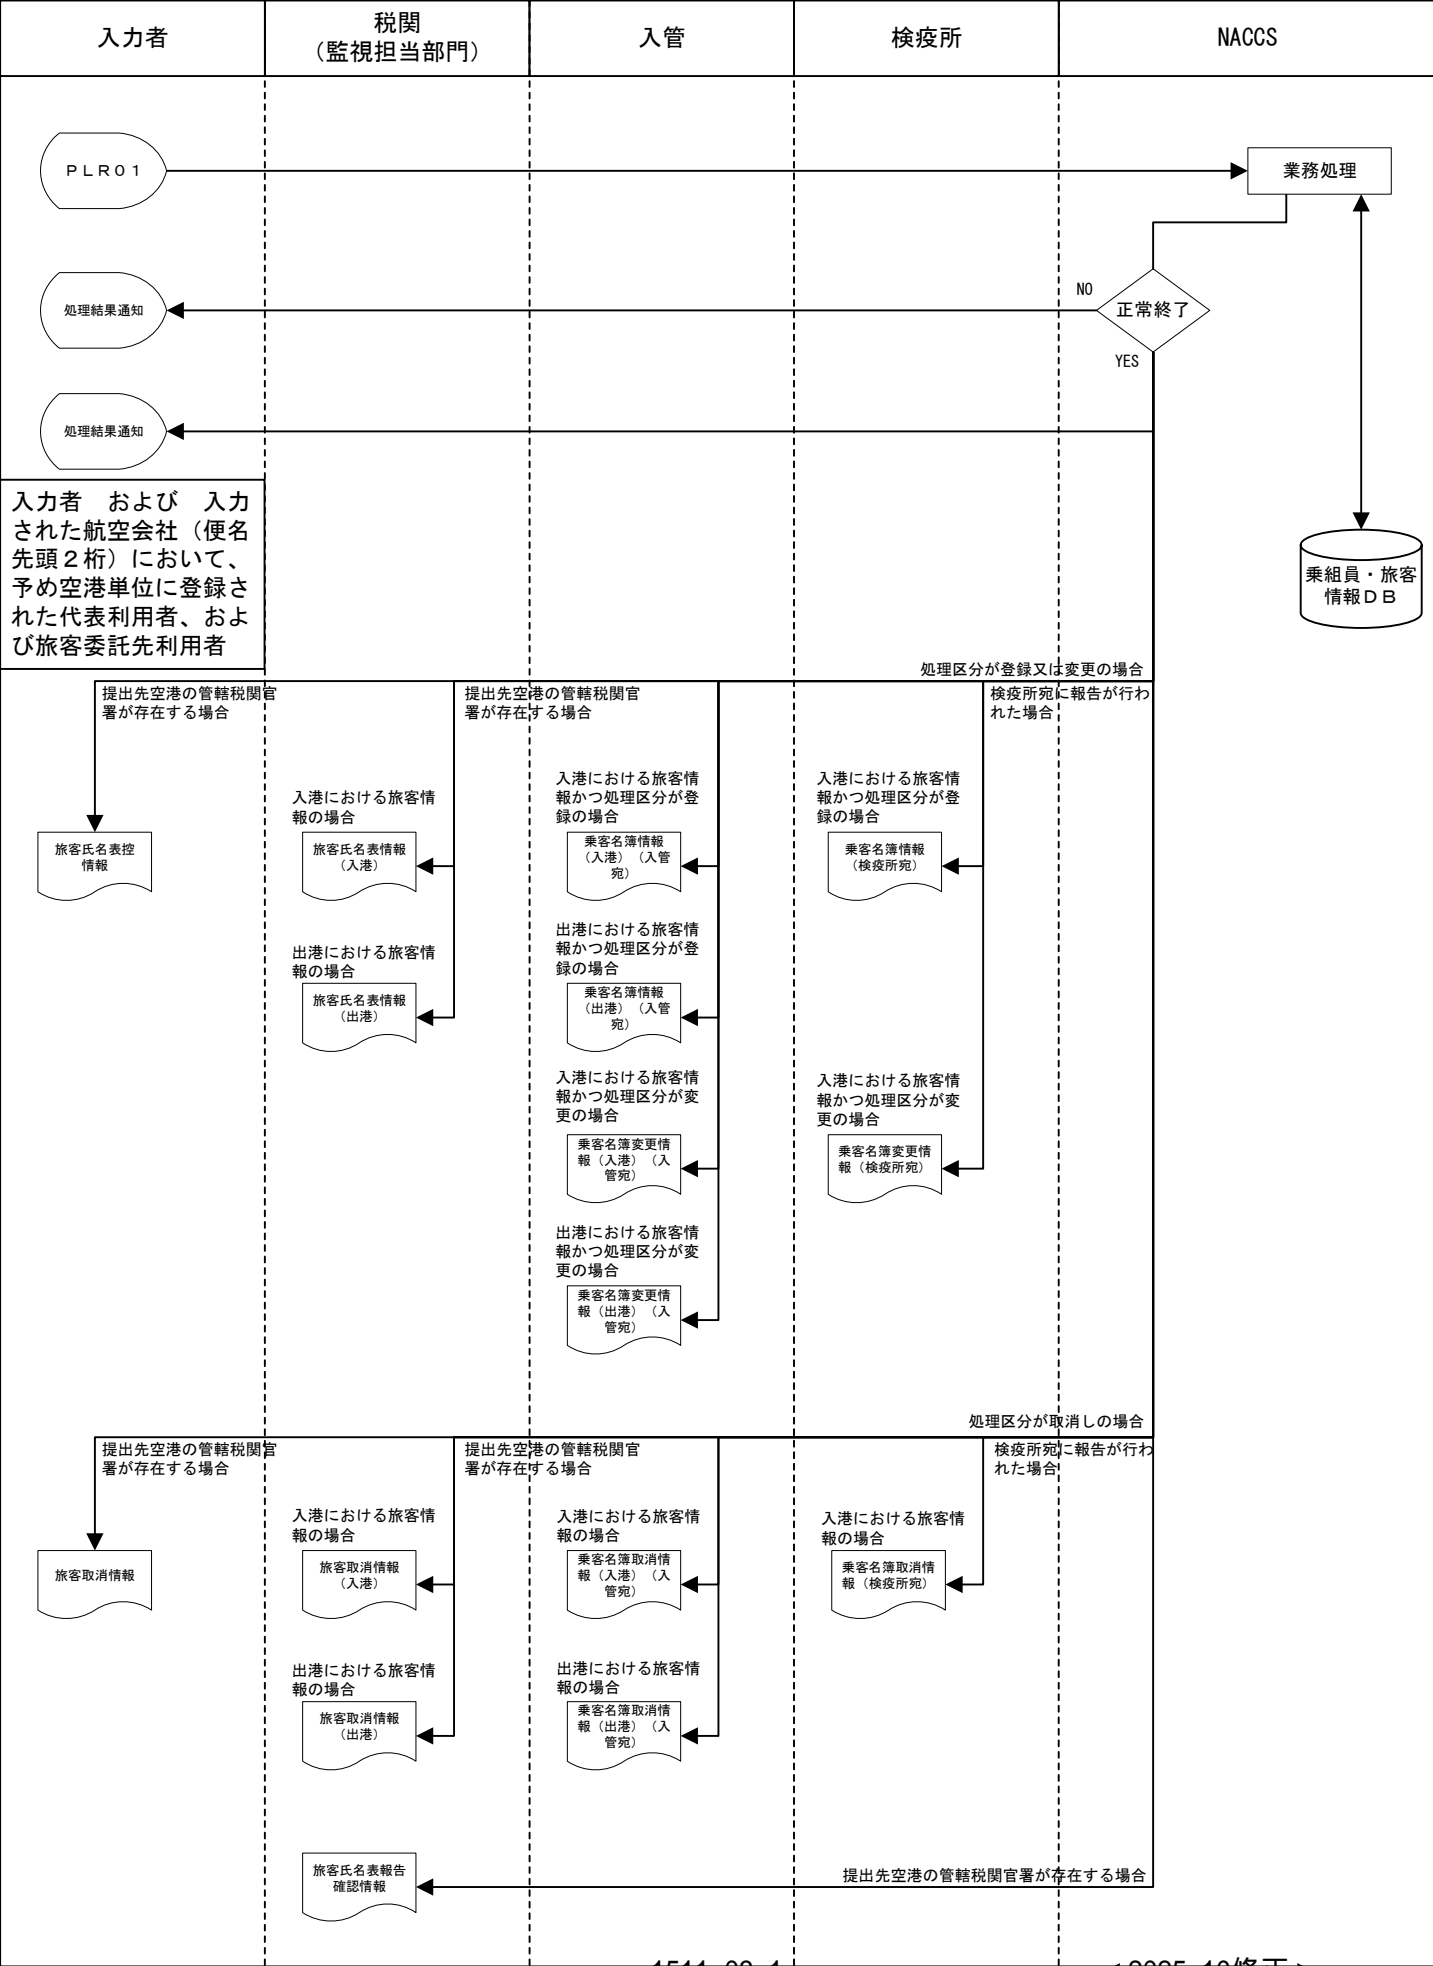 入力者
税関
（監視担当部門）
入管
検疫所
NACCS
ＰＬＲ０１
業務処理
処理結果通知
NO
正常終了
YES
処理結果通知
入力者　および　入力
された航空会社（便名
先頭２桁）において、
予め空港単位に登録さ
れた代表利用者、およ
び旅客委託先利用者
乗組員・旅客
情報ＤＢ
処理区分が登録又は変更の場合
提出先空港の管轄税関官
署が存在する場合
提出先空港の管轄税関官
署が存在する場合
検疫所宛に報告が行わ
れた場合
入港における旅客情
報の場合
入港における旅客情
報かつ処理区分が登
録の場合
入港における旅客情
報かつ処理区分が登
録の場合
旅客氏名表控
情報
旅客氏名表情報
（入港）
乗客名簿情報
（入港）（入管
宛）
乗客名簿情報
（検疫所宛）
出港における旅客情
報の場合
出港における旅客情
報かつ処理区分が登
録の場合
旅客氏名表情報
（出港）
乗客名簿情報
（出港）（入管
宛）
入港における旅客情
報かつ処理区分が変
更の場合
入港における旅客情
報かつ処理区分が変
更の場合
乗客名簿変更情
報（入港）（入
管宛）
乗客名簿変更情
報（検疫所宛）
出港における旅客情
報かつ処理区分が変
更の場合
乗客名簿変更情
報（出港）（入
管宛）
処理区分が取消しの場合
提出先空港の管轄税関官
署が存在する場合
提出先空港の管轄税関官
署が存在する場合
検疫所宛に報告が行わ
れた場合
入港における旅客情
報の場合
入港における旅客情
報の場合
入港における旅客情
報の場合
旅客取消情報
旅客取消情報
（入港）
乗客名簿取消情
報（入港）（入
管宛）
乗客名簿取消情
報（検疫所宛）
出港における旅客情
報の場合
出港における旅客情
報の場合
旅客取消情報
（出港）
乗客名簿取消情
報（出港）（入
管宛）
旅客氏名表報告
確認情報
提出先空港の管轄税関官署が存在する場合
1511-02-1
＜2025.10修正＞